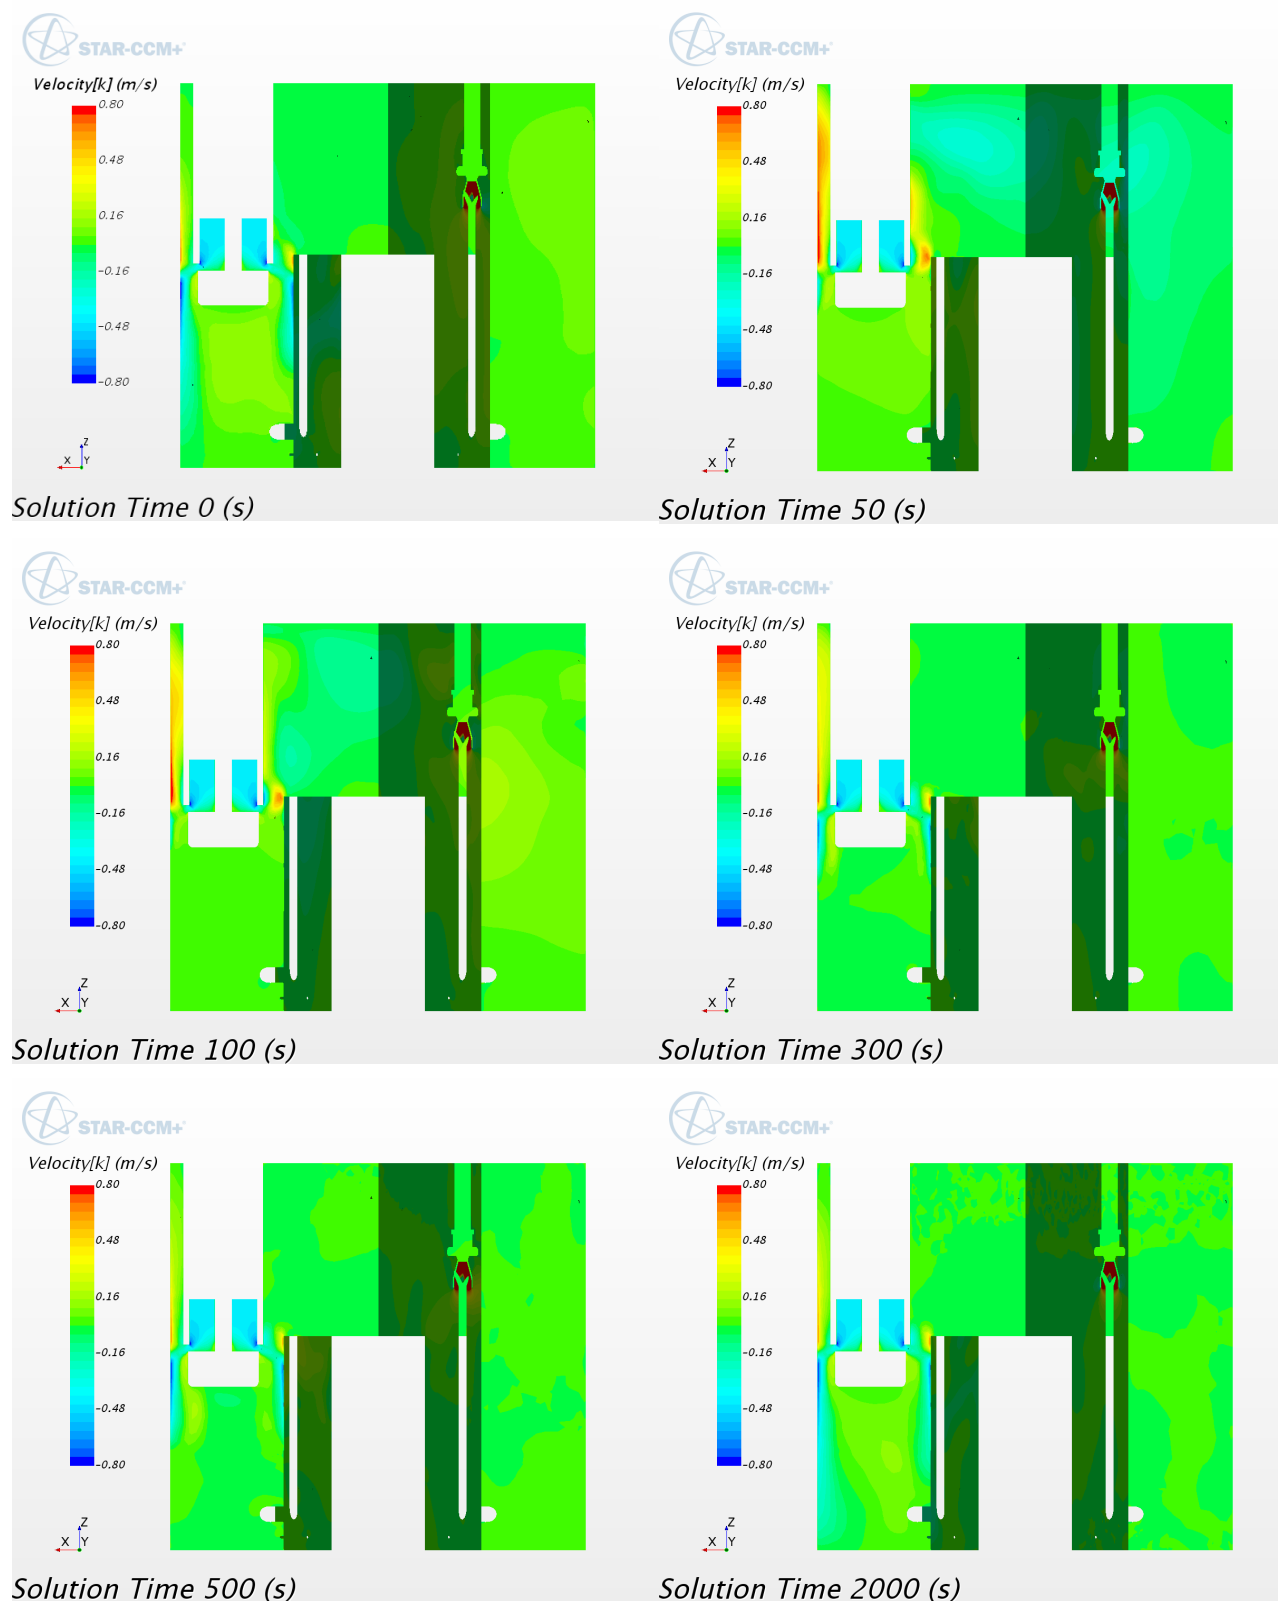 STAR-CCM+
Velocity[k] (m/s)
0.80
0.48
0.16
-0.16
-0.48
-0.80
Z
X
Y
Solution Time 0 (s)
STAR-CCM+
Velocity[k] (m/s)
0.80
0.48
0.16
-0.16
-0.48
-0.80
Z
X
Y
Solution Time 50 (s)
STAR-CCM+
Velocity[k] (m/s)
0.80
0.48
0.16
-0.16
-0.48
-0.80
Z
X
Y
Solution Time 100 (s)
STAR-CCM+
Velocity[k] (m/s)
0.80
0.48
0.16
-0.16
-0.48
-0.80
Z
X
Y
Solution Time 300 (s)
STAR-CCM+
Velocity[k] (m/s)
0.80
0.48
0.16
-0.16
-0.48
-0.80
Z
X
Y
Solution Time 500 (s)
STAR-CCM+
Velocity[k] (m/s)
0.80
0.48
0.16
-0.16
-0.48
-0.80
Z
X
Y
Solution Time 2000 (s)